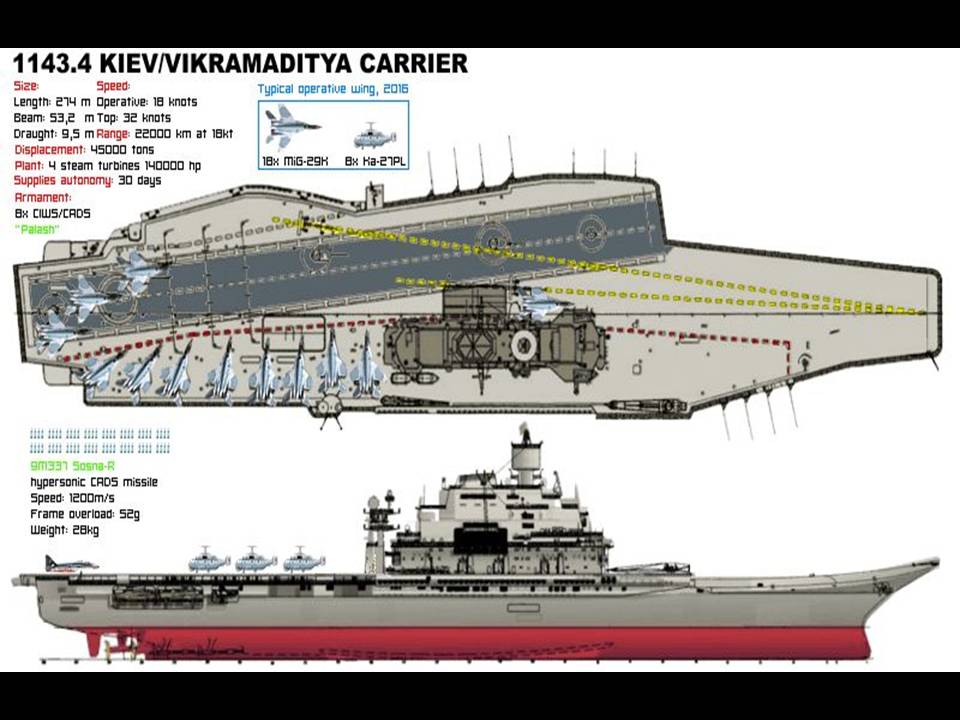 1143.4 KIEV/VIKRAMADITYA CARRIER
Size: Speed:
Length: 274 m Operative: 18 knots
Beam: 53,2 m Top: 32 knots
Draught: 9,5 m Range: 22000 km at 18kt
Displacement: 45000 tons
Plant: 4 steam turbines 140000 hp
Supplies autonomy: 30 days
Armament:
8x CIWS/CADS
"Palash"
Typical operative wing, 2016
18x MiG-29K 8x Ka-27PL
9M337 Sosna-R
hypersonic CADS missile
Speed: 1200m/s
Frame overload: 52g
Weight: 28kg